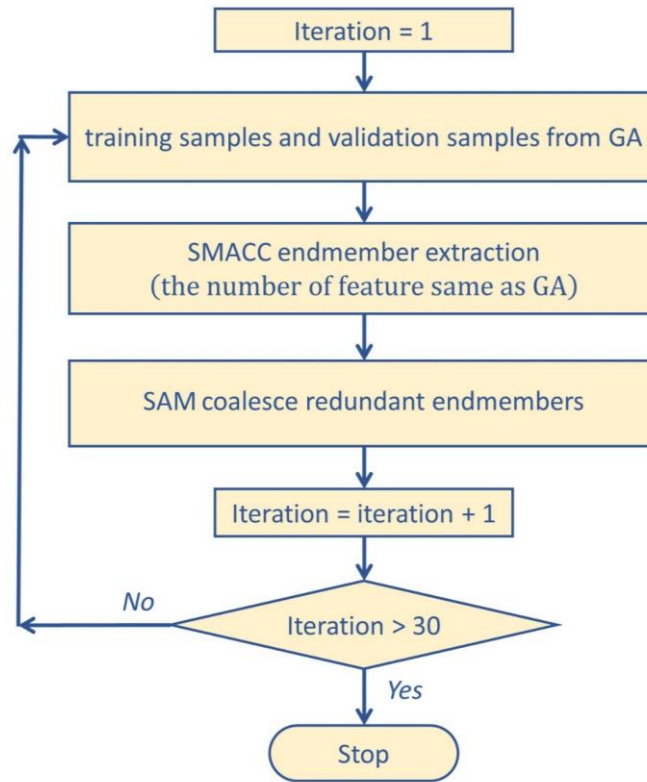 Iteration = 1
training samples and validation samples from GA
SMACC endmember extraction
(the number of feature same as GA)
SAM coalesce redundant endmembers
Iteration = iteration + 1
No
Iteration > 30
Yes
Stop